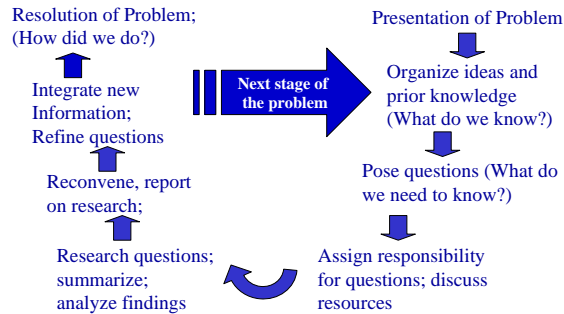 Resolution of Problem;
(How did we do?)
Integrate new
Information;
Refine questions
Reconvene, report
on research;
Research questions;
summarize;
analyze findings
Next stage of
the problem
Presentation of Problem
Organize ideas and
prior knowledge
(What do we know?)
Pose questions (What do
we need to know?)
Assign responsibility
for questions; discuss
resources